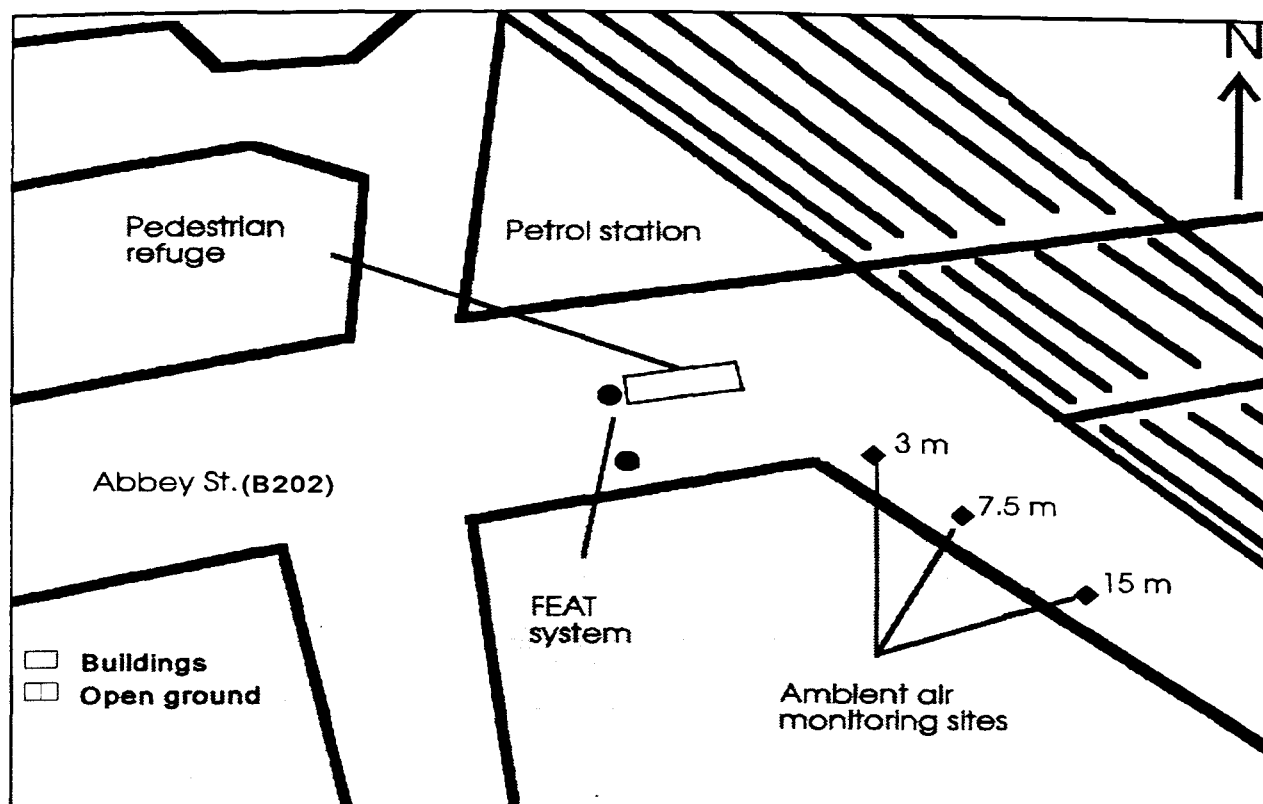 N
Pedestrian
refuge
Petrol station
3 m
Abbey St. (B202)
7.5 m
15 m
FEAT
system
Buildings
Open ground
Ambient air
monitoring sites